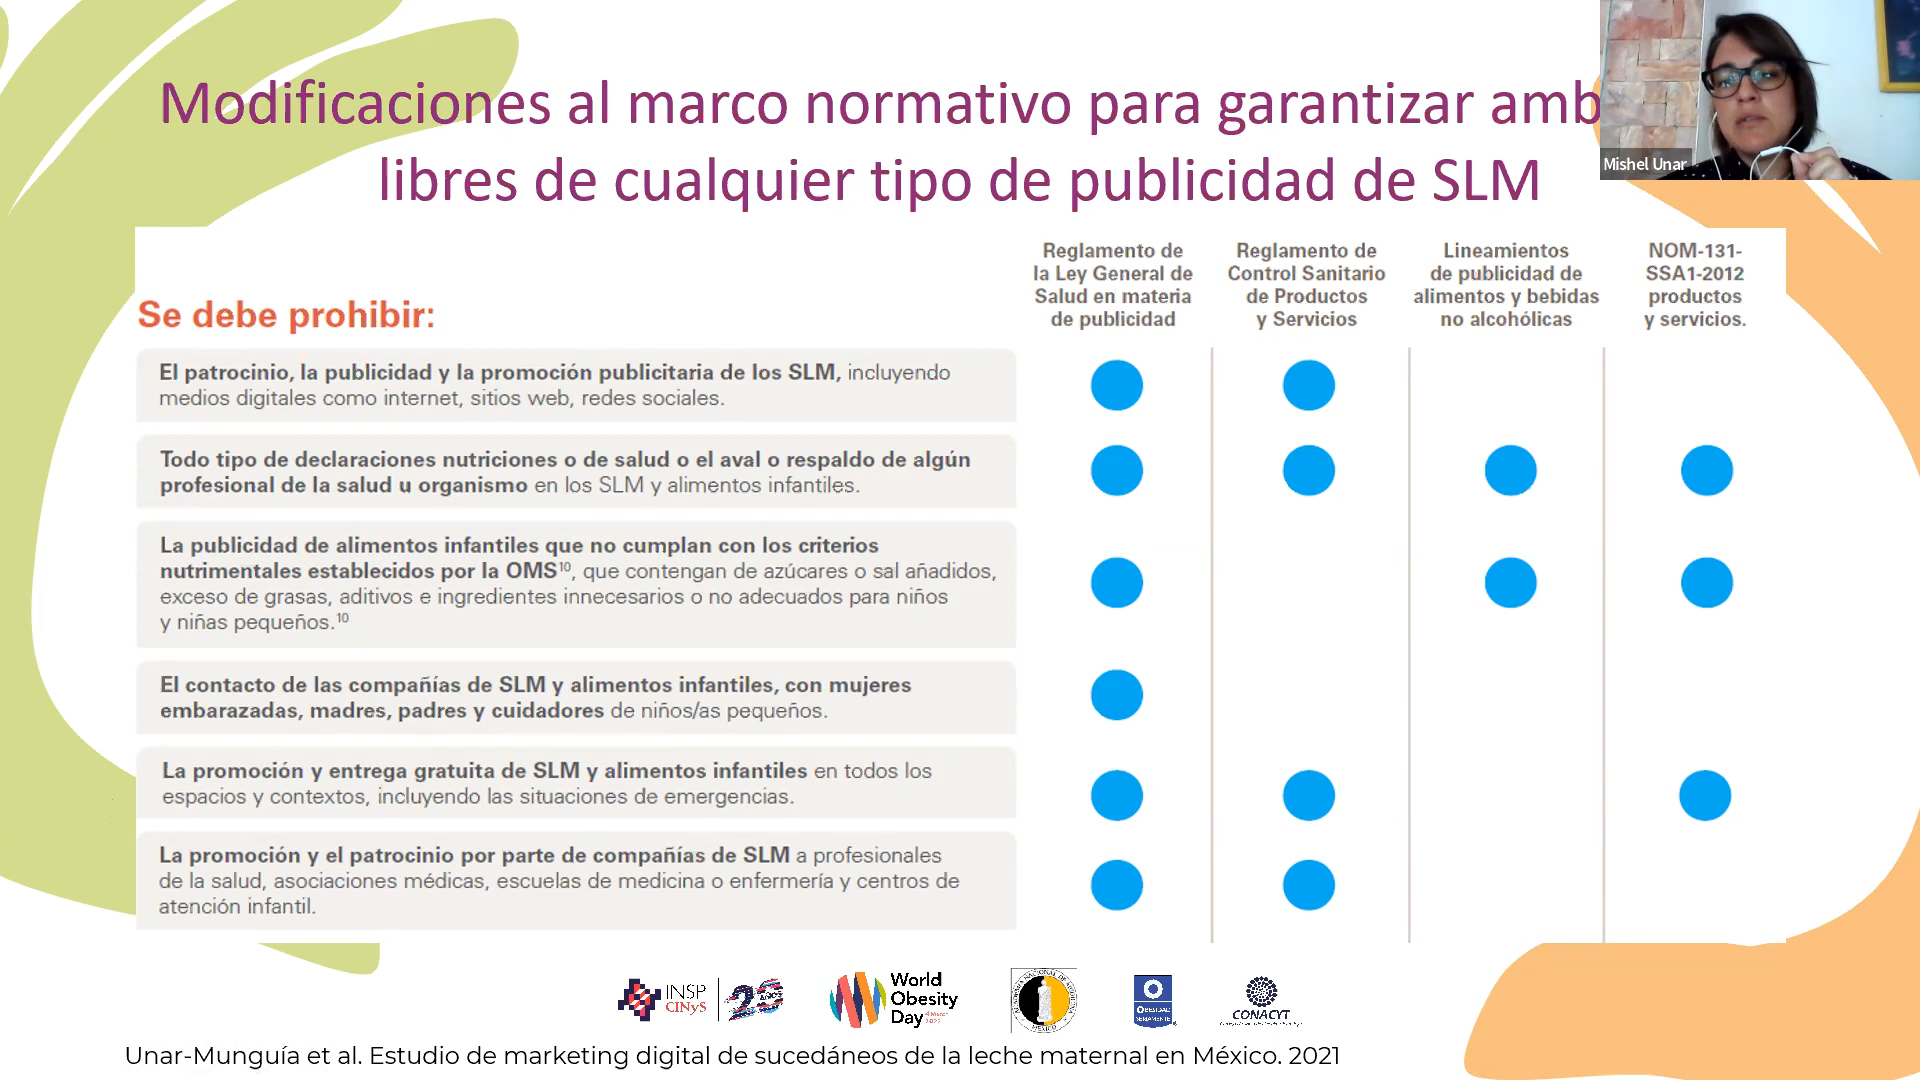 Modificaciones al marco normativo para garantizar amb
libres de cualquier tipo de publicidad de SLM
Mishel Unar
Reglamento de
la Ley General de
Salud en materia
de publicidad
Reglamento de
Control Sanitario
de Productos
y Servicios
Lineamientos
de publicidad de
alimentos y bebidas
no alcohólicas
NOM-131-
SSA1-2012
productos
y servicios.
Se debe prohibir:
El patrocinio, la publicidad y la promoción publicitaria de los SLM, incluyendo
medios digitales como internet, sitios web, redes sociales.
Todo tipo de declaraciones nutriciones o de salud o el aval o respaldo de algún
profesional de la salud u organismo en los SLM y alimentos infantiles.
La publicidad de alimentos infantiles que no cumplan con los criterios
nutrimentales establecidos por la OMS¹⁰, que contengan de azúcares o sal añadidos,
exceso de grasas, aditivos e ingredientes innecesarios o no adecuados para niños
y niñas pequeños.¹⁰
El contacto de las compañías de SLM y alimentos infantiles, con mujeres
embarazadas, madres, padres y cuidadores de niños/as pequeños.
La promoción y entrega gratuita de SLM y alimentos infantiles en todos los
espacios y contextos, incluyendo las situaciones de emergencias.
La promoción y el patrocinio por parte de compañías de SLM a profesionales
de la salud, asociaciones médicas, escuelas de medicina o enfermería y centros de
atención infantil.
INSP
CINyS
AÑOS
World
Obesity
Day
ACADEMIA NACIONAL DE MEDICINA
MÉXICO
OBESIDAD
SERIAMENTE
CONACYT
Unar-Munguía et al. Estudio de marketing digital de sucedáneos de la leche maternal en México. 2021